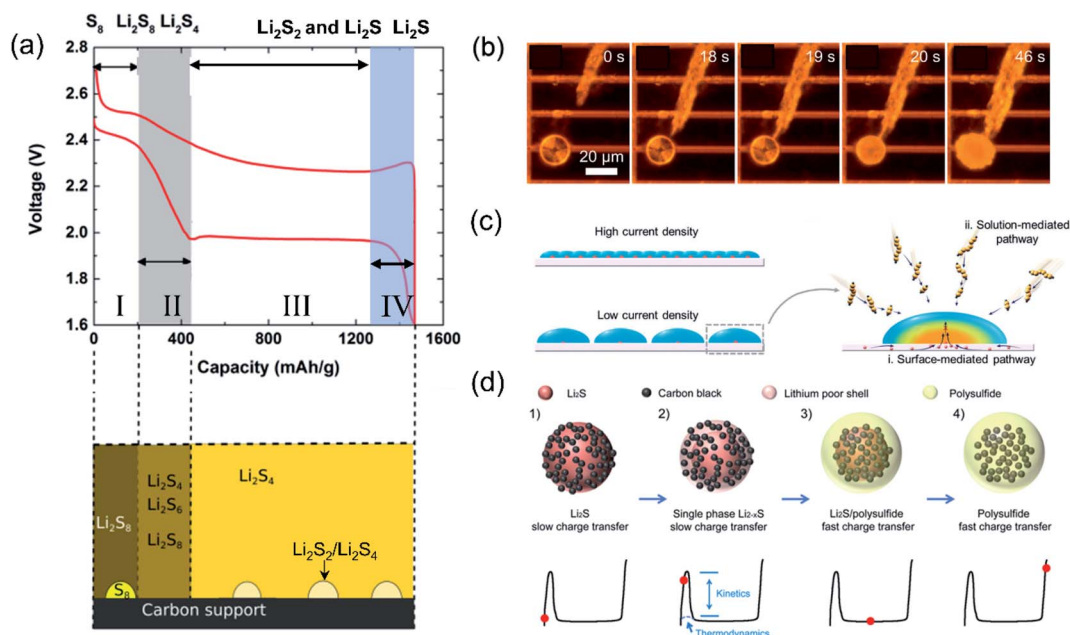 (a)
S₈ Li₂S₈ Li₂S₄ Li₂S₂ and Li₂S Li₂S
2.8
2.6
2.4
2.2
2.0
1.8
1.6
Voltage (V)
I II III IV
0 400 800 1200 1600
Capacity (mAh/g)
Li₂S₈
Li₂S₄
Li₂S₆
Li₂S₈
Li₂S₄
Li₂S₂/Li₂S₄
S₈
Carbon support
(b)
0 s 18 s 19 s 20 s 46 s
20 µm
(c)
High current density
Low current density
ii. Solution-mediated
pathway
i. Surface-mediated pathway
(d)
Li₂S Carbon black Lithium poor shell Polysulfide
1) 2) 3) 4)
Li₂S
slow charge transfer
Single phase Li₂₋ₓS
slow charge transfer
Li₂S/polysulfide
fast charge transfer
Polysulfide
fast charge transfer
Kinetics
Thermodynamics